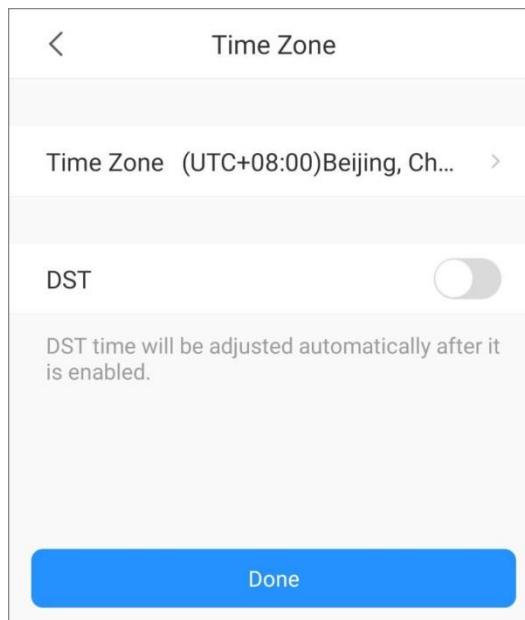 Time Zone
Time Zone (UTC+08:00)Beijing, Ch...
DST
DST time will be adjusted automatically after it
is enabled.
Done